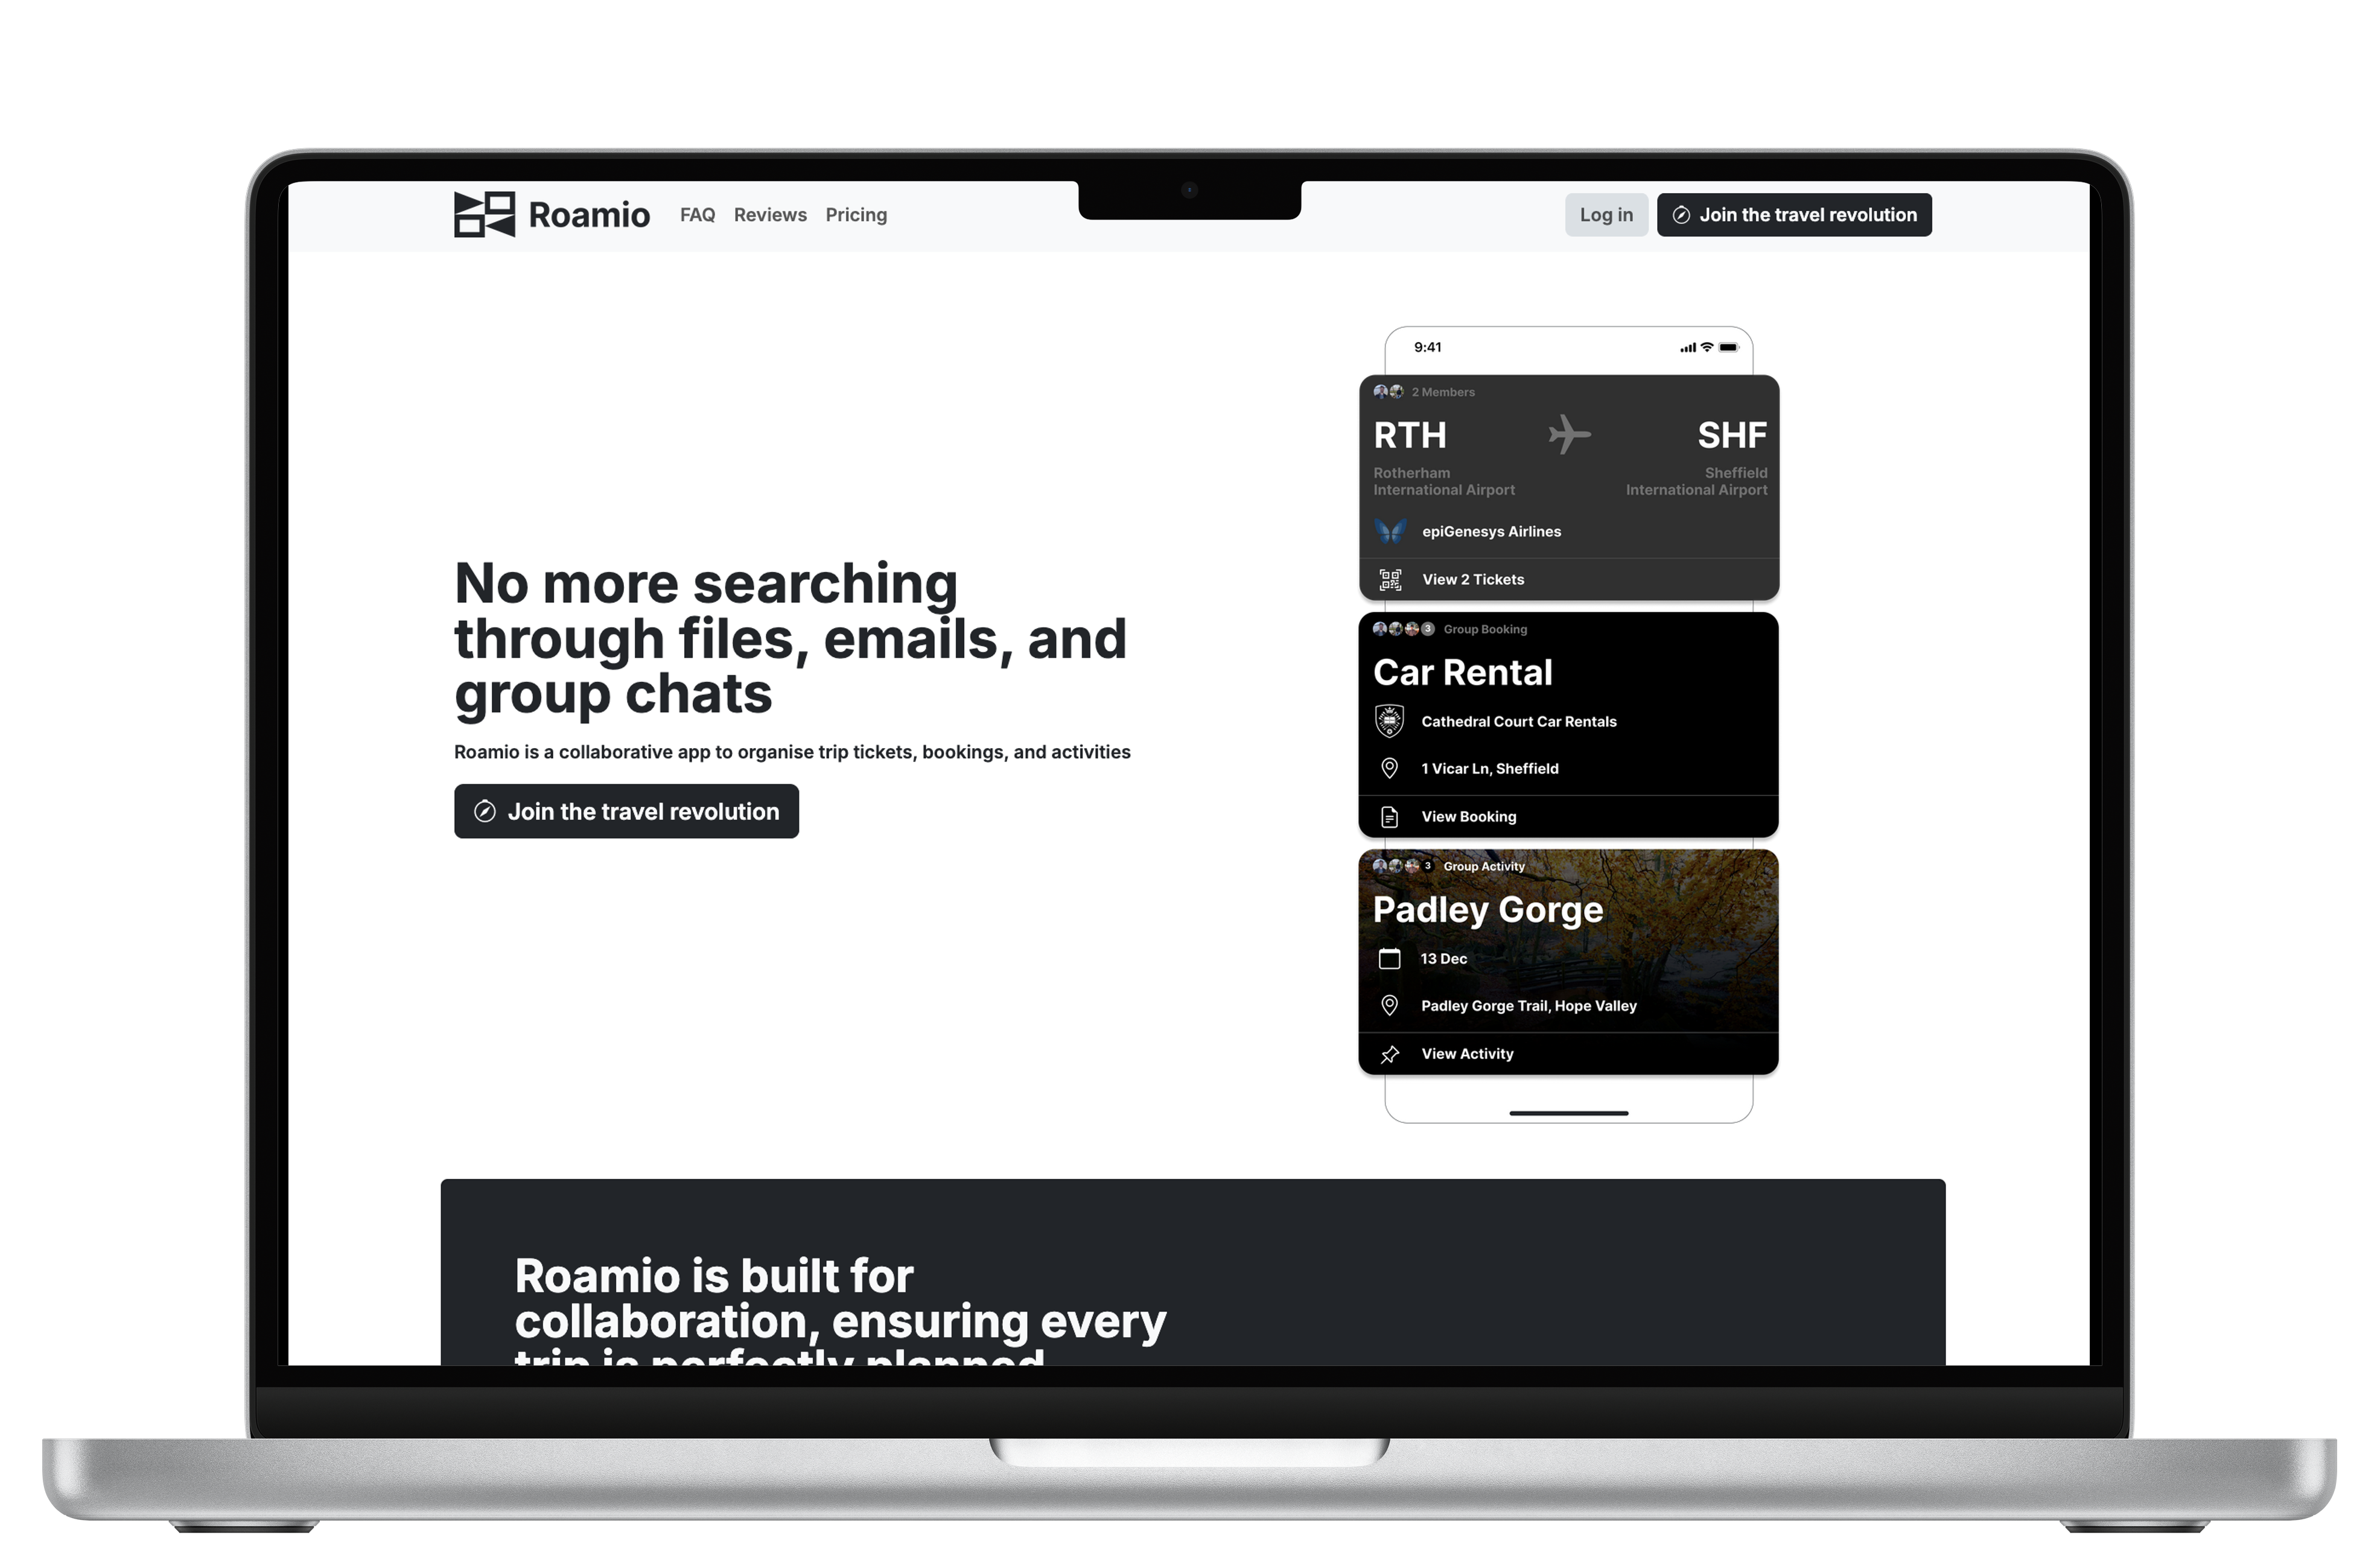 Roamio FAQ Reviews Pricing Log in Join the travel revolution
No more searching
through files, emails, and
group chats
Roamio is a collaborative app to organise trip tickets, bookings, and activities
Join the travel revolution
9:41
2 Members
RTH SHF
Rotherham
International Airport
Sheffield
International Airport
epiGenesys Airlines
View 2 Tickets
3 Group Booking
Car Rental
Cathedral Court Car Rentals
1 Vicar Ln, Sheffield
View Booking
3 Group Activity
Padley Gorge
13 Dec
Padley Gorge Trail, Hope Valley
View Activity
Roamio is built for
collaboration, ensuring every
trip is perfectly planned